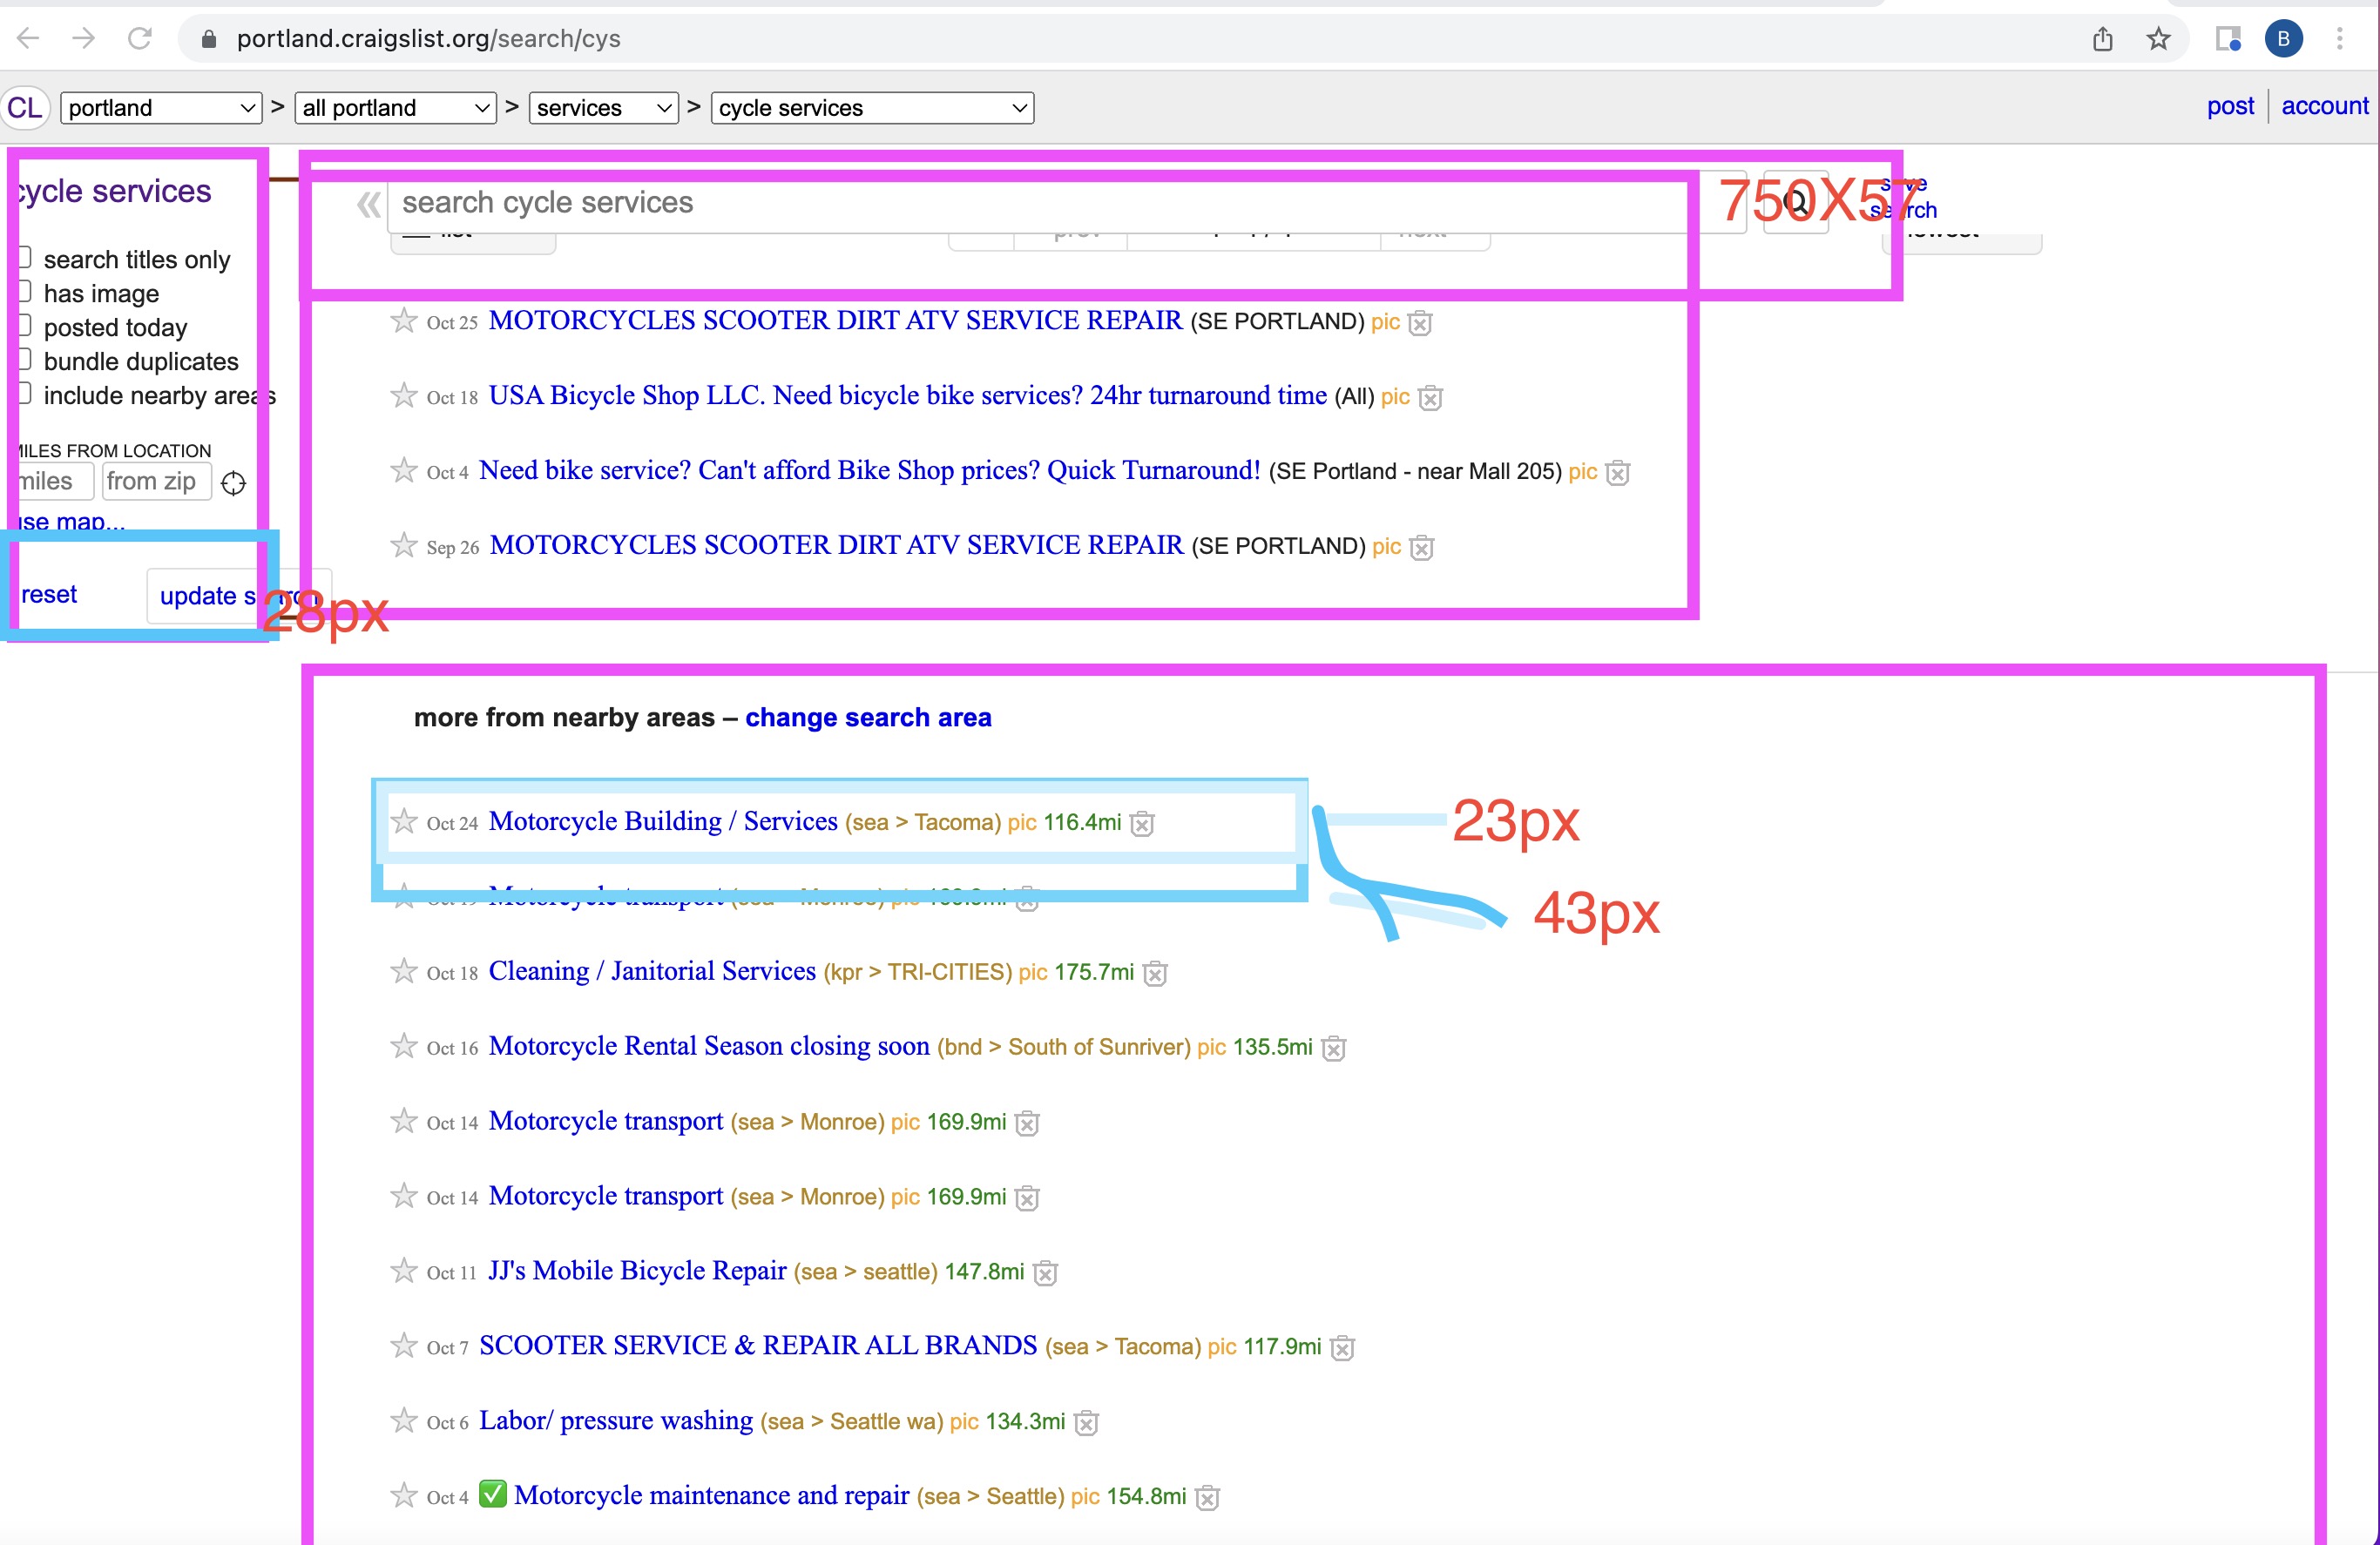 portland.craigslist.org/search/cys
B
CL portland > all portland > services > cycle services
post account
cycle services
search titles only
has image
posted today
bundle duplicates
include nearby areas
MILES FROM LOCATION
miles from zip
use map...
reset update search
28px
« search cycle services
750X57
save
search
list prev next newest
Oct 25 MOTORCYCLES SCOOTER DIRT ATV SERVICE REPAIR (SE PORTLAND) pic
Oct 18 USA Bicycle Shop LLC. Need bicycle bike services? 24hr turnaround time (All) pic
Oct 4 Need bike service? Can't afford Bike Shop prices? Quick Turnaround! (SE Portland - near Mall 205) pic
Sep 26 MOTORCYCLES SCOOTER DIRT ATV SERVICE REPAIR (SE PORTLAND) pic
more from nearby areas – change search area
Oct 24 Motorcycle Building / Services (sea > Tacoma) pic 116.4mi
23px
Motorcycle transport (sea > Monroe) pic
43px
Oct 18 Cleaning / Janitorial Services (kpr > TRI-CITIES) pic 175.7mi
Oct 16 Motorcycle Rental Season closing soon (bnd > South of Sunriver) pic 135.5mi
Oct 14 Motorcycle transport (sea > Monroe) pic 169.9mi
Oct 14 Motorcycle transport (sea > Monroe) pic 169.9mi
Oct 11 JJ's Mobile Bicycle Repair (sea > seattle) 147.8mi
Oct 7 SCOOTER SERVICE & REPAIR ALL BRANDS (sea > Tacoma) pic 117.9mi
Oct 6 Labor/ pressure washing (sea > Seattle wa) pic 134.3mi
Oct 4 ✅ Motorcycle maintenance and repair (sea > Seattle) pic 154.8mi